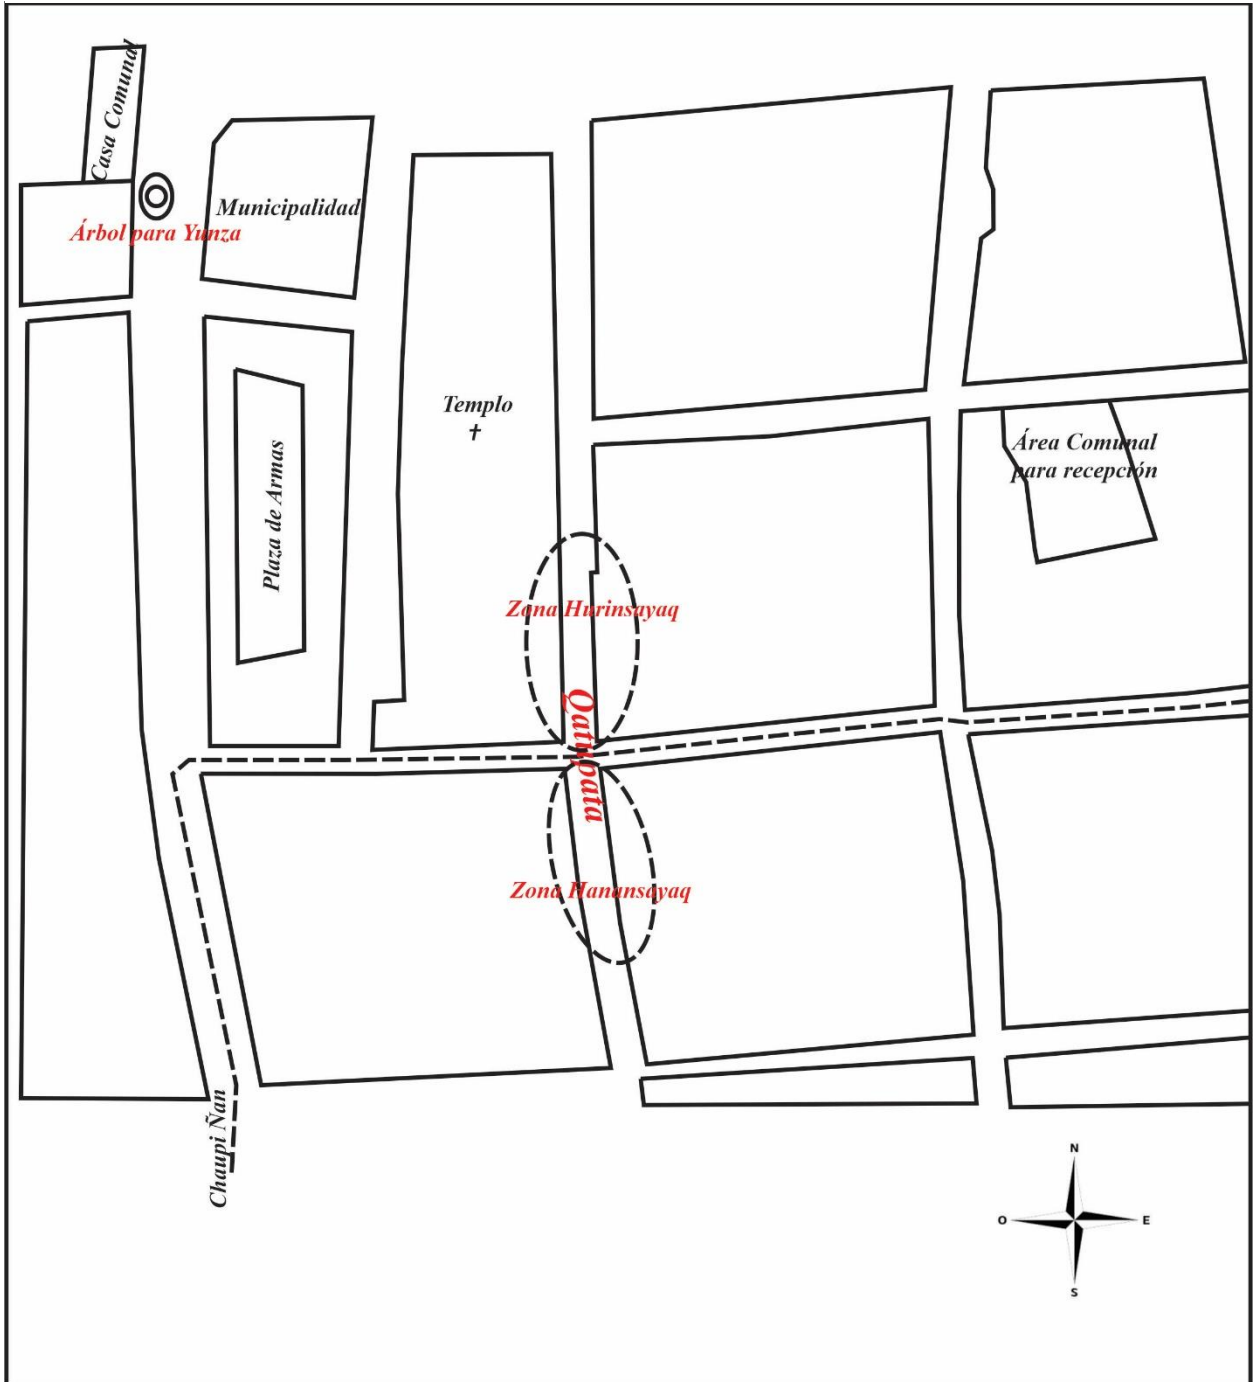 Casa Comunal
Municipalidad
Árbol para Yunza
Templo
Plaza de Armas
Área Comunal
para recepción
Zona Hurinsayaq
Qatupata
Zona Hanansayaq
Chaupi Ñan
N
O
E
S